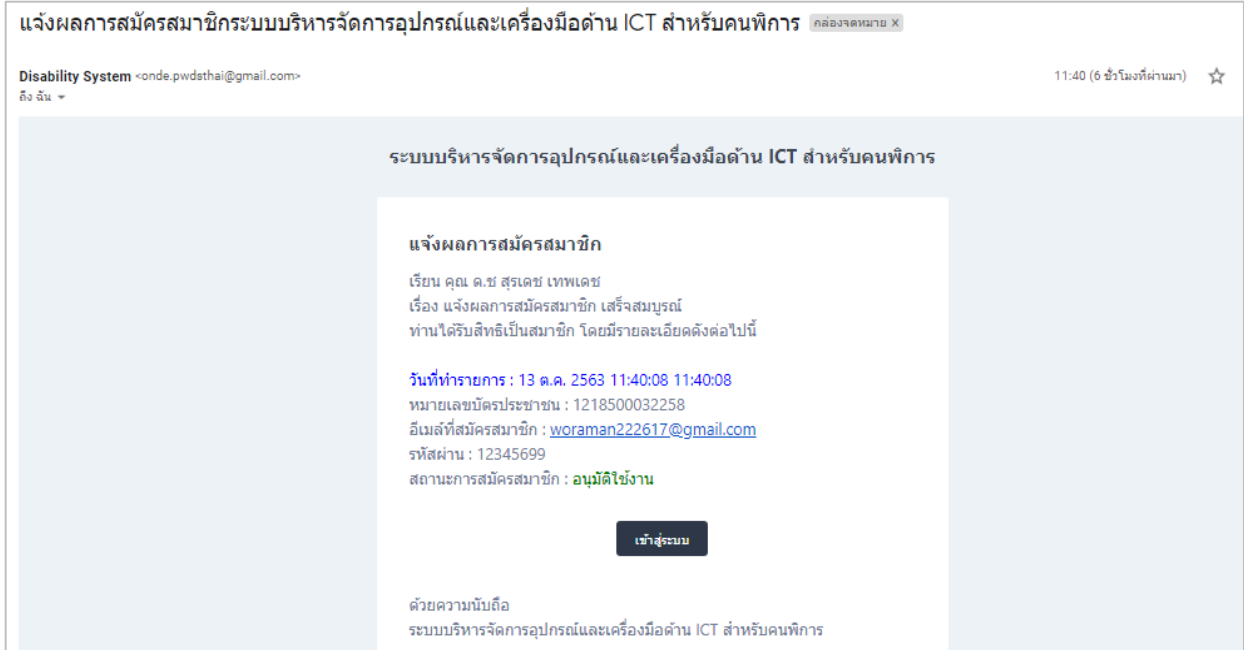 แจ้งผลการสมัครสมาชิกระบบบริหารจัดการอุปกรณ์และเครื่องมือด้าน ICT สำหรับคนพิการ กล่องจดหมาย x
Disability System <onde.pwdsthai@gmail.com> 11:40 (6 ชั่วโมงที่ผ่านมา)
ถึง ฉัน
ระบบบริหารจัดการอุปกรณ์และเครื่องมือด้าน ICT สำหรับคนพิการ
แจ้งผลการสมัครสมาชิก
เรียน คุณ ด.ช สุรเดช เทพเดช
เรื่อง แจ้งผลการสมัครสมาชิก เสร็จสมบูรณ์
ท่านได้รับสิทธิเป็นสมาชิก โดยมีรายละเอียดดังต่อไปนี้
วันที่ทำรายการ : 13 ต.ค. 2563 11:40:08 11:40:08
หมายเลขบัตรประชาชน : 1218500032258
อีเมล์ที่สมัครสมาชิก : woraman222617@gmail.com
รหัสผ่าน : 12345699
สถานะการสมัครสมาชิก : อนุมัติใช้งาน
เข้าสู่ระบบ
ด้วยความนับถือ
ระบบบริหารจัดการอุปกรณ์และเครื่องมือด้าน ICT สำหรับคนพิการ